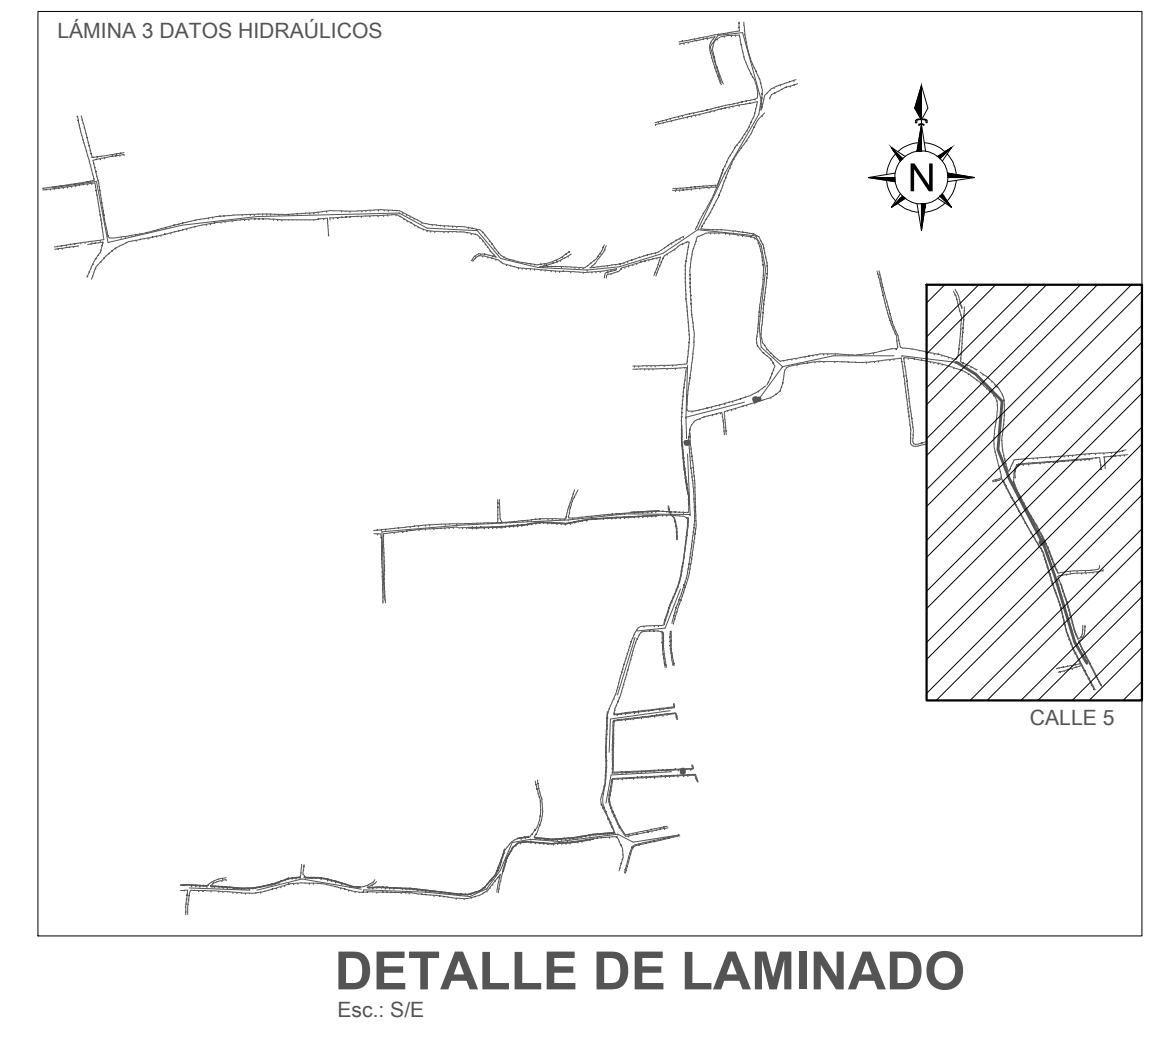 LÁMINA 3 DATOS HIDRAÚLICOS
N
CALLE 5
DETALLE DE LAMINADO
Esc.: S/E